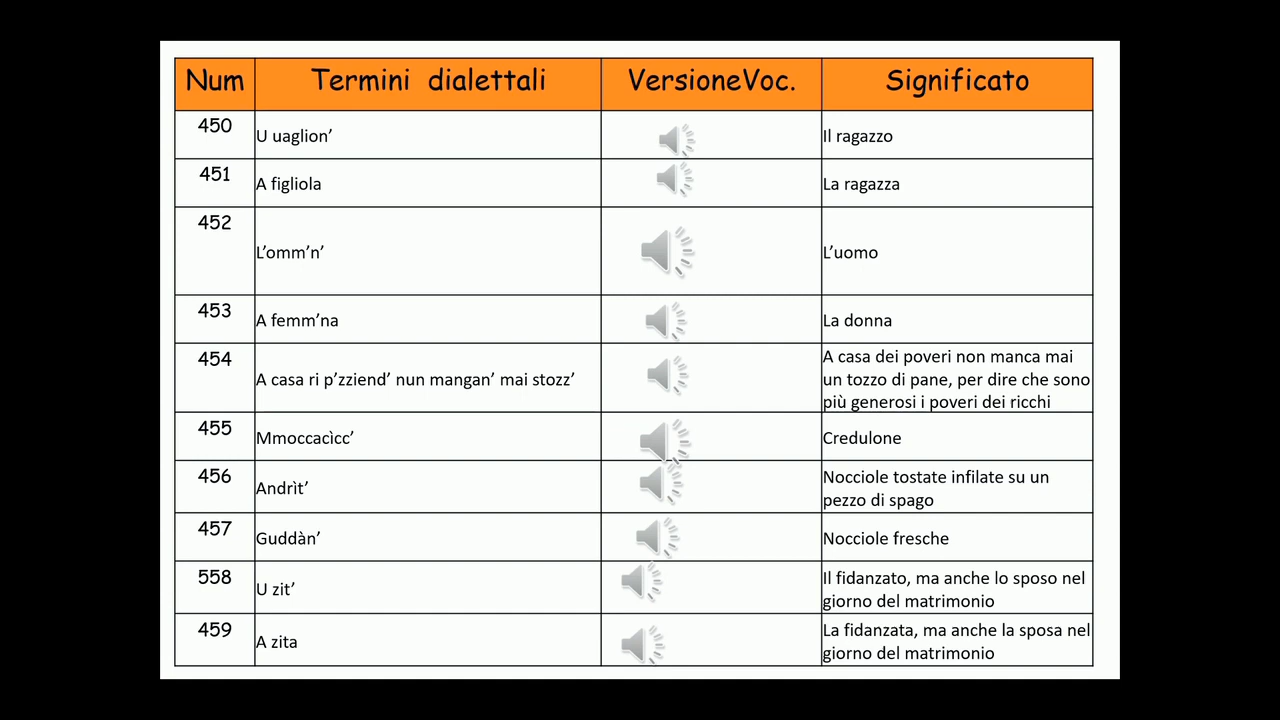 Num Termini dialettali VersioneVoc. Significato
450 U uaglion’ Il ragazzo
451 A figliola La ragazza
452 L’omm’n’ L’uomo
453 A femm’na La donna
454 A casa ri p’zziend’ nun mangan’ mai stozz’ A casa dei poveri non manca mai
un tozzo di pane, per dire che sono
più generosi i poveri dei ricchi
455 Mmoccacìcc’ Credulone
456 Andrìt’ Nocciole tostate infilate su un
pezzo di spago
457 Guddàn’ Nocciole fresche
558 U zit’ Il fidanzato, ma anche lo sposo nel
giorno del matrimonio
459 A zita La fidanzata, ma anche la sposa nel
giorno del matrimonio